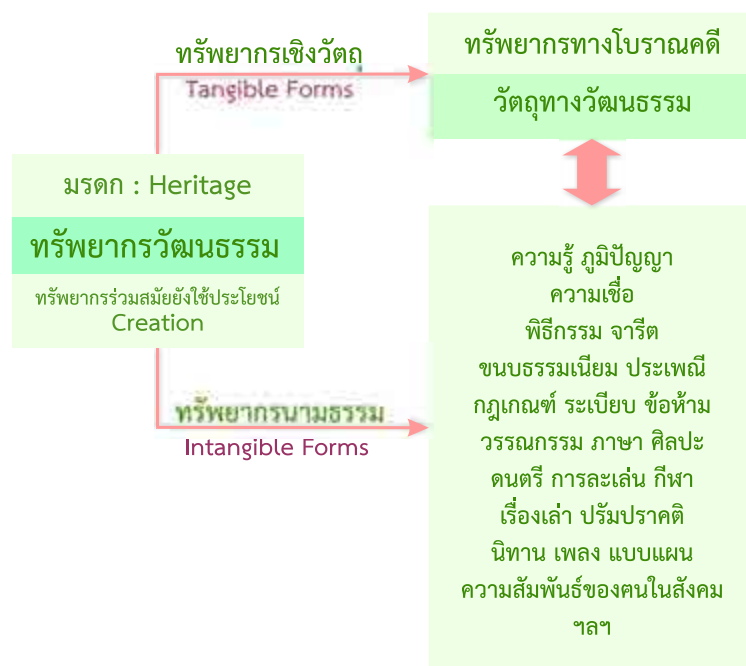 ทรัพยากรเชิงวัตถุ
Tangible Forms
ทรัพยากรทางโบราณคดี
วัตถุทางวัฒนธรรม
มรดก : Heritage
ทรัพยากรวัฒนธรรม
ทรัพยากรร่วมสมัยยังใช้ประโยชน์
Creation
ทรัพยากรนามธรรม
Intangible Forms
ความรู้ ภูมิปัญญา
ความเชื่อ
พิธีกรรม จารีต
ขนบธรรมเนียม ประเพณี
กฎเกณฑ์ ระเบียบ ข้อห้าม
วรรณกรรม ภาษา ศิลปะ
ดนตรี การละเล่น กีฬา
เรื่องเล่า ปรัมปราคติ
นิทาน เพลง แบบแผน
ความสัมพันธ์ของฅนในสังคม
ฯลฯ